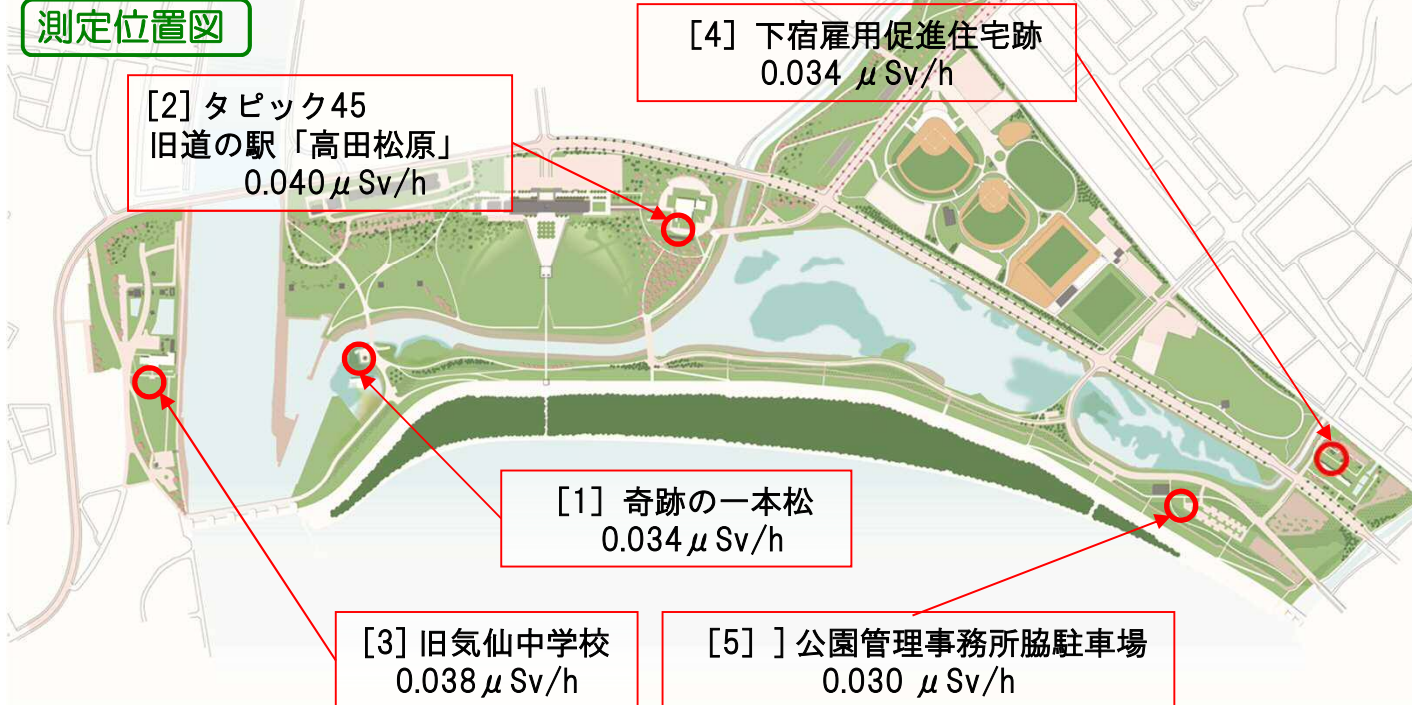 測定位置図
[4] 下宿雇用促進住宅跡
0.034 μSv/h
[2] タピック45
旧道の駅「高田松原」
0.040μSv/h
[1] 奇跡の一本松
0.034μSv/h
[3] 旧気仙中学校
0.038μSv/h
[5] ] 公園管理事務所脇駐車場
0.030 μSv/h